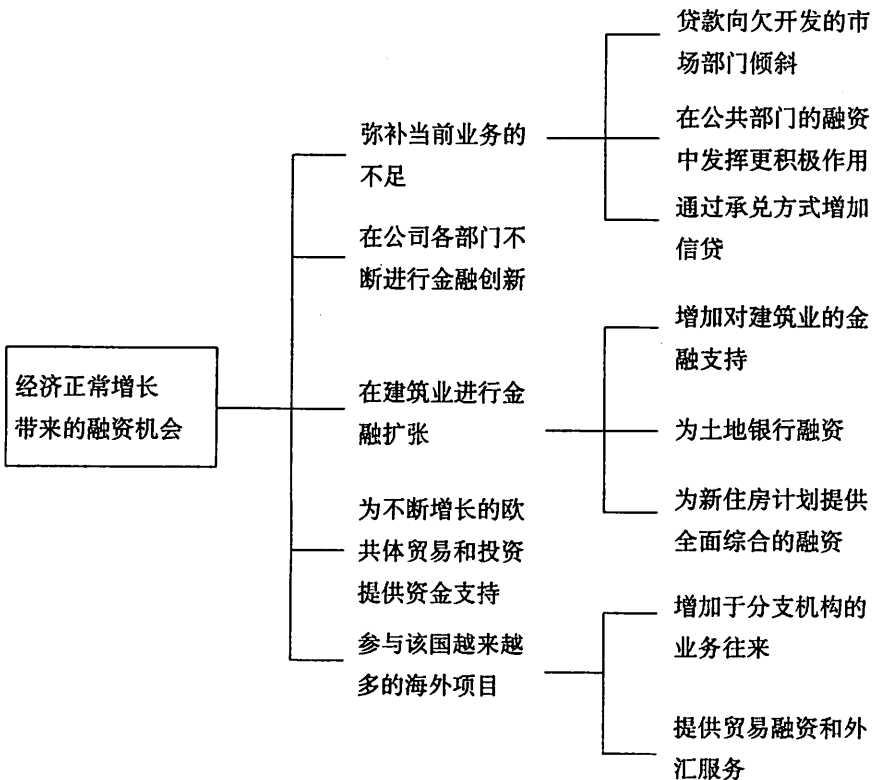 经济正常增长
带来的融资机会
弥补当前业务的
不足
贷款向欠开发的市
场部门倾斜
在公共部门的融资
中发挥更积极作用
通过承兑方式增加
信贷
在公司各部门不
断进行金融创新
在建筑业进行金
融扩张
增加对建筑业的金
融支持
为土地银行融资
为新住房计划提供
全面综合的融资
为不断增长的欧
共体贸易和投资
提供资金支持
参与该国越来越
多的海外项目
增加于分支机构的
业务往来
提供贸易融资和外
汇服务